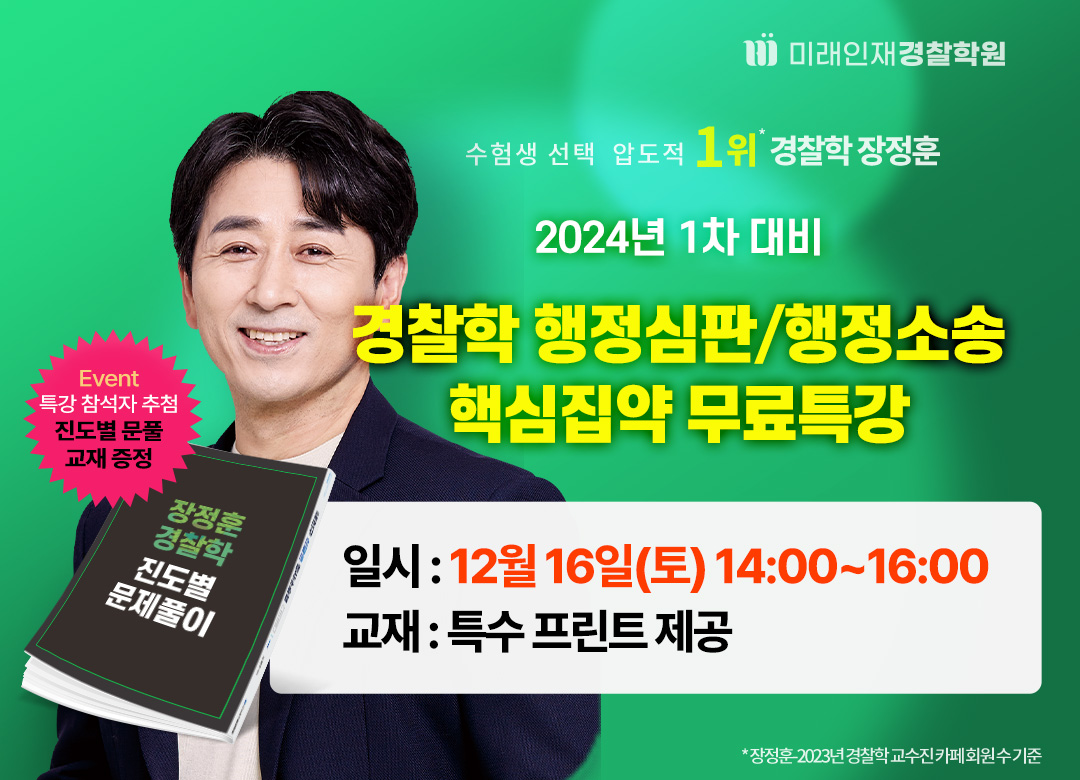 미래인재경찰학원
수험생 선택 압도적 1위* 경찰학 장정훈
2024년 1차 대비
경찰학 행정심판/행정소송
핵심집약 무료특강
Event
특강 참석자 추첨
진도별 문풀
교재 증정
장정훈
경찰학
진도별
문제풀이
일시 : 12월 16일(토) 14:00~16:00
교재 : 특수 프린트 제공
* 장정훈-2023년 경찰학 교수진 카페 회원 수 기준